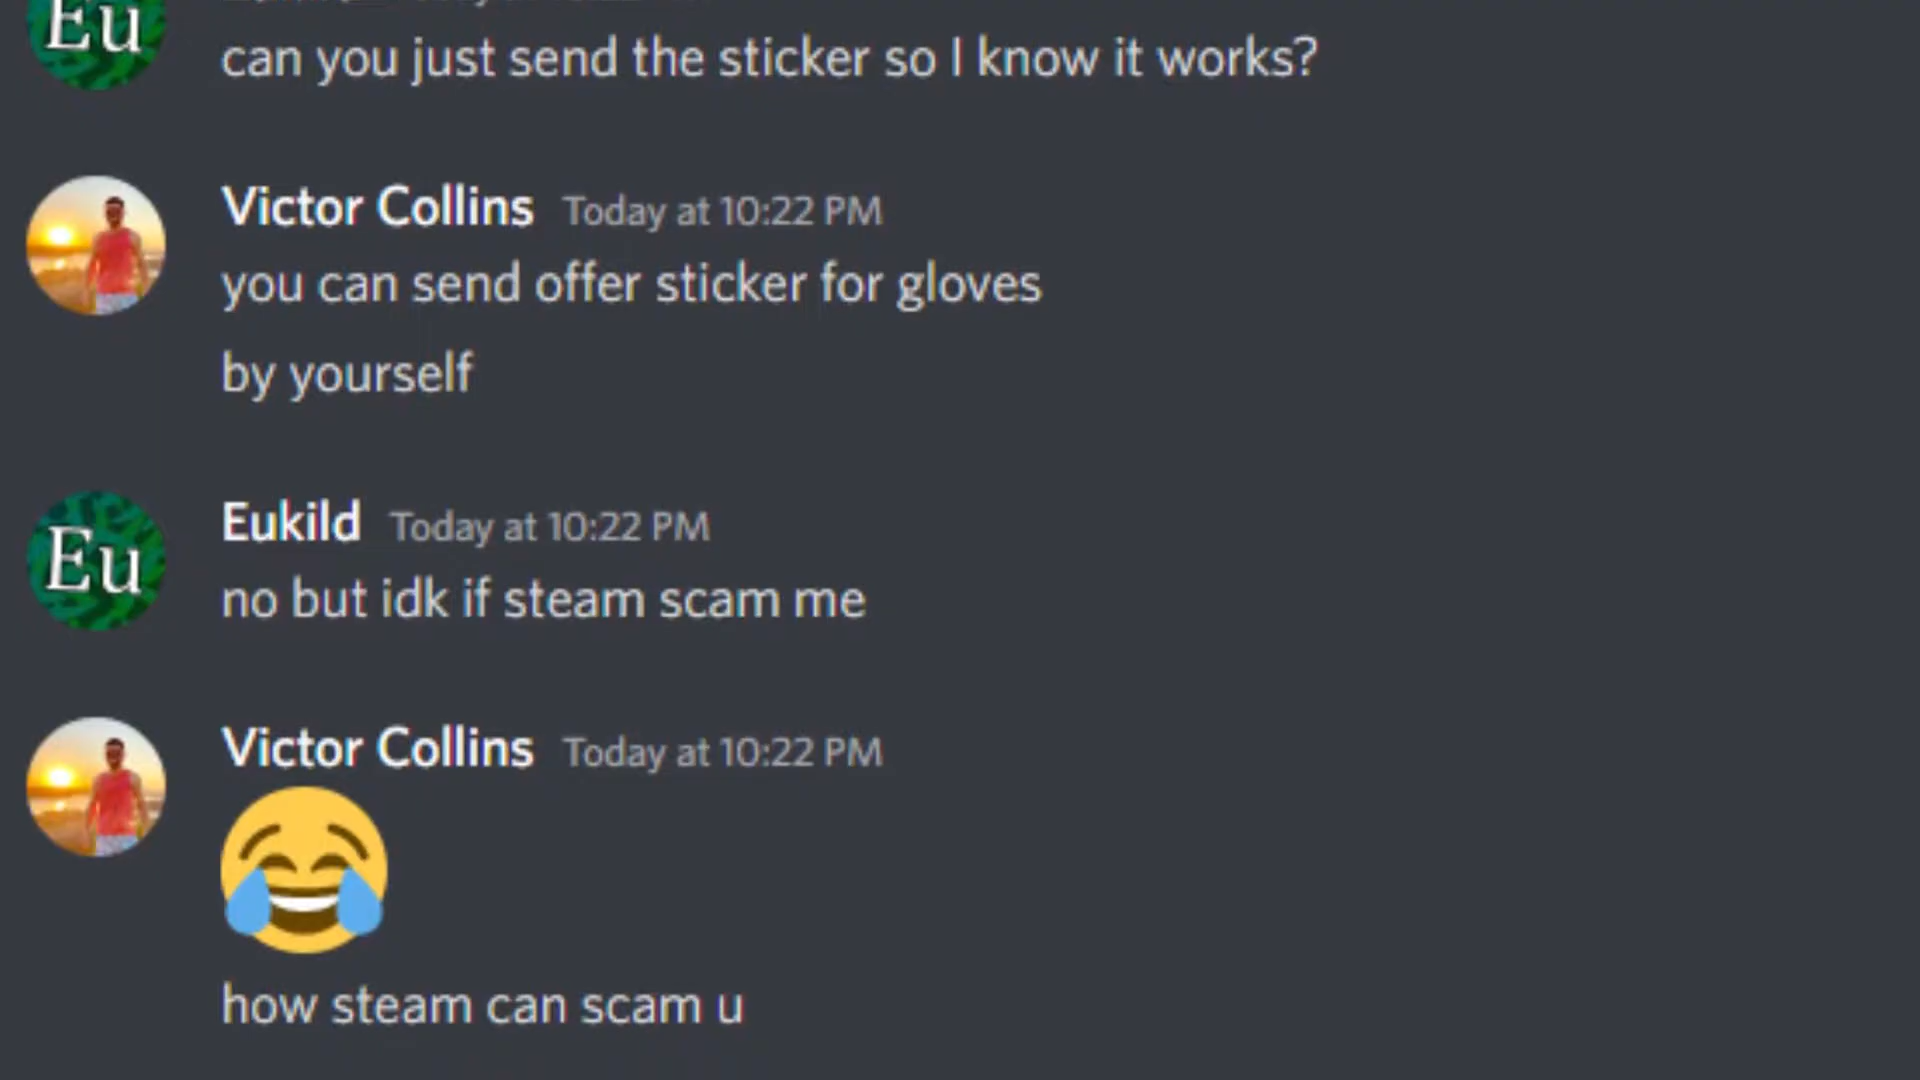 Eu
can you just send the sticker so I know it works?
Victor Collins Today at 10:22 PM
you can send offer sticker for gloves
by yourself
Eu
Eukild Today at 10:22 PM
no but idk if steam scam me
Victor Collins Today at 10:22 PM
how steam can scam u